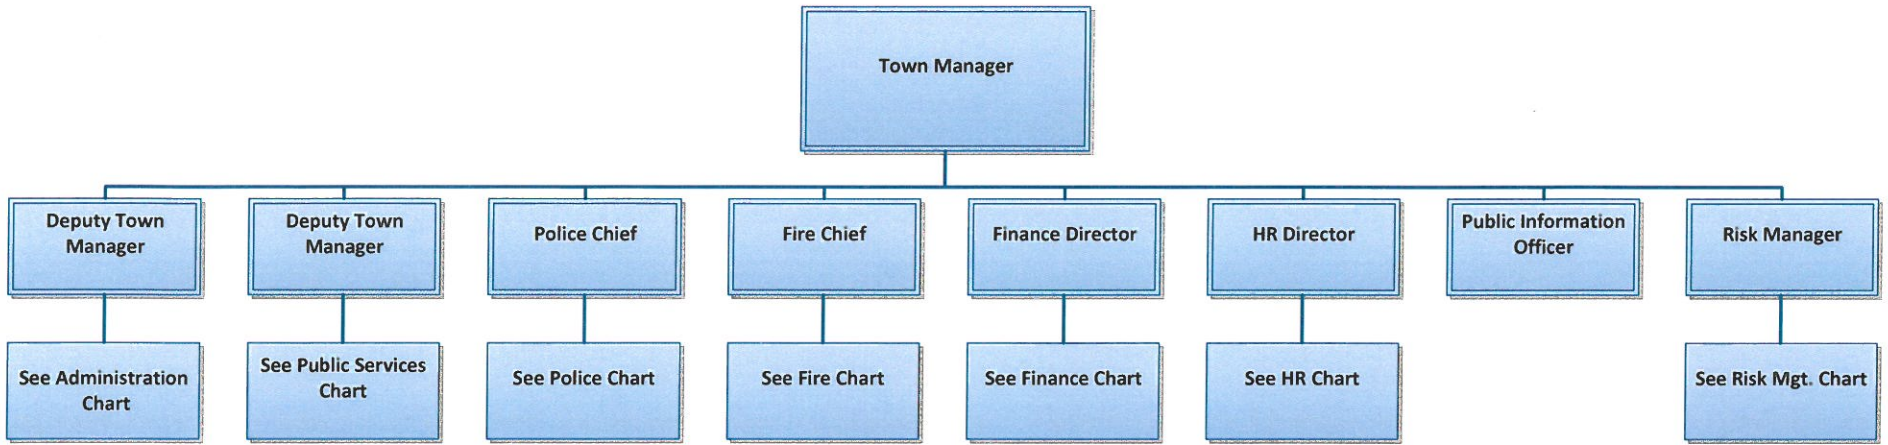 Town Manager
Deputy Town
Manager
Deputy Town
Manager
Police Chief
Fire Chief
Finance Director
HR Director
Public Information
Officer
Risk Manager
See Administration
Chart
See Public Services
Chart
See Police Chart
See Fire Chart
See Finance Chart
See HR Chart
See Risk Mgt. Chart